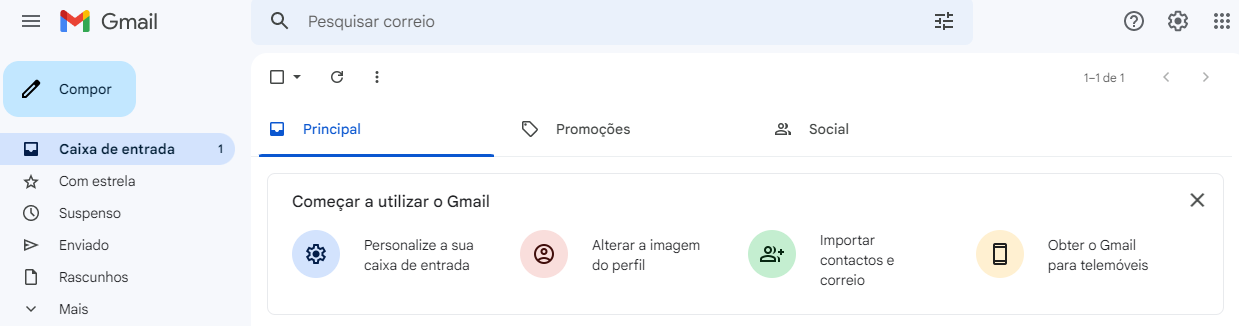 Gmail
Pesquisar correio
Compor
1–1 de 1
Principal
Promoções
Social
Caixa de entrada 1
Com estrela
Suspenso
Enviado
Rascunhos
Mais
Começar a utilizar o Gmail
Personalize a sua
caixa de entrada
Alterar a imagem
do perfil
Importar
contactos e
correio
Obter o Gmail
para telemóveis